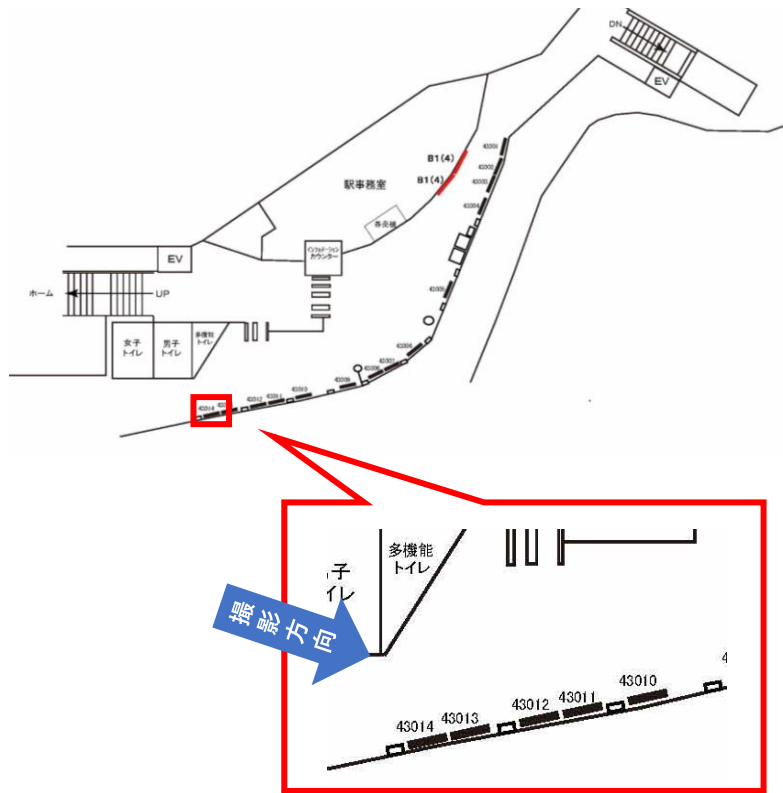 DN
EV
43001
B1(4)
43002
B1(4)
43003
駅事務室
43004
券売機
インフォメーション
カウンター
EV
ホーム
UP
43005
女子
トイレ
男子
トイレ
多機能
トイレ
43006
43007
43009
43010
43011
43012
43014
多機能
トイレ
子
イレ
撮影方向
43010
43011
43012
43013
43014